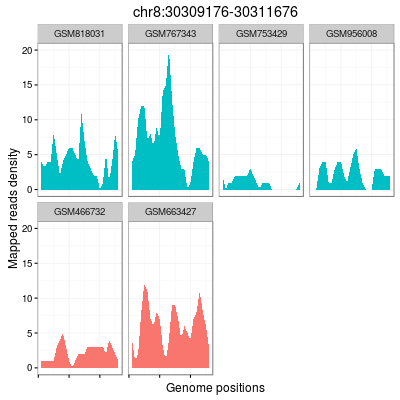 chr8:30309176-30311676
GSM818031 GSM767343 GSM753429 GSM956008
20
15
10
5
0
GSM466732 GSM663427
20
15
10
5
0
Mapped reads density
Genome positions